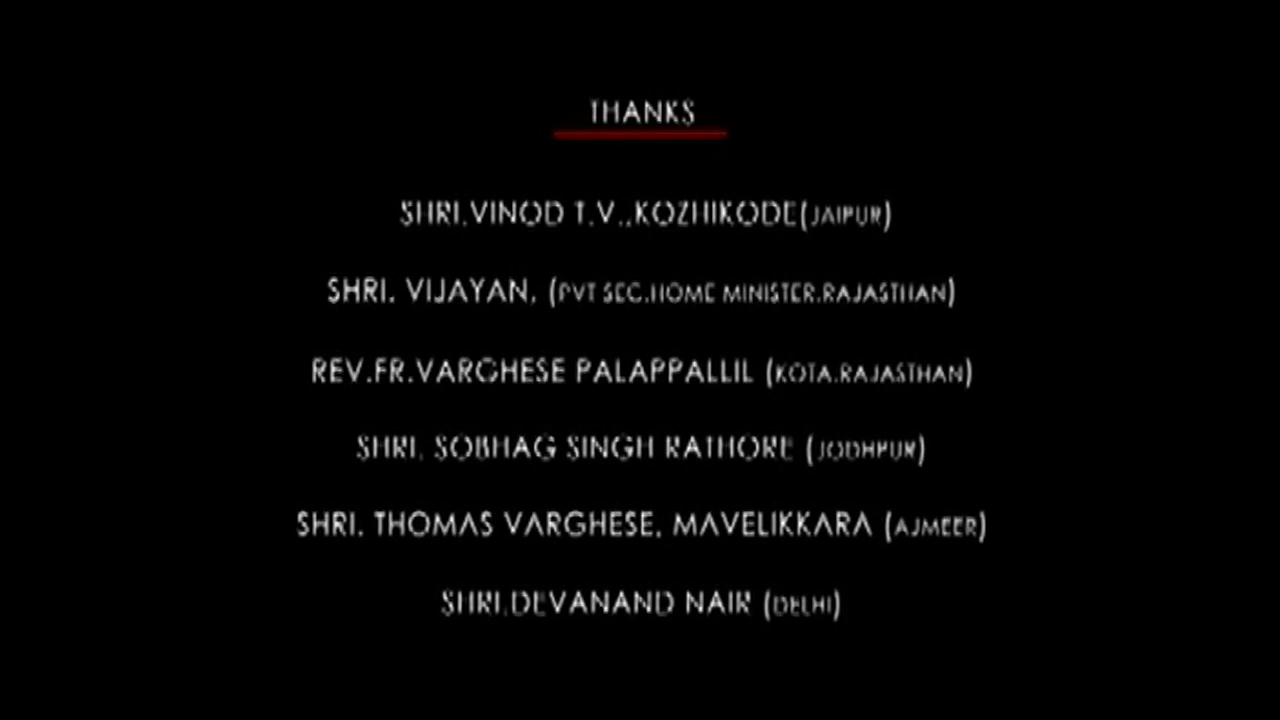 THANKS
SHRI.VINOD T.V.,KOZHIKODE(JAIPUR)
SHRI. VIJAYAN, (PVT SEC.HOME MINISTER.RAJASTHAN)
REV.FR.VARGHESE PALAPPALLIL (KOTA.RAJASTHAN)
SHRI. SOBHAG SINGH RATHORE (JODHPUR)
SHRI. THOMAS VARGHESE, MAVELIKKARA (AJMEER)
SHRI.DEVANAND NAIR (DELHI)